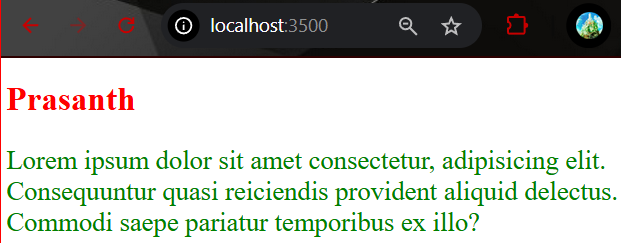 localhost:3500
Prasanth
Lorem ipsum dolor sit amet consectetur, adipisicing elit.
Consequuntur quasi reiciendis provident aliquid delectus.
Commodi saepe pariatur temporibus ex illo?